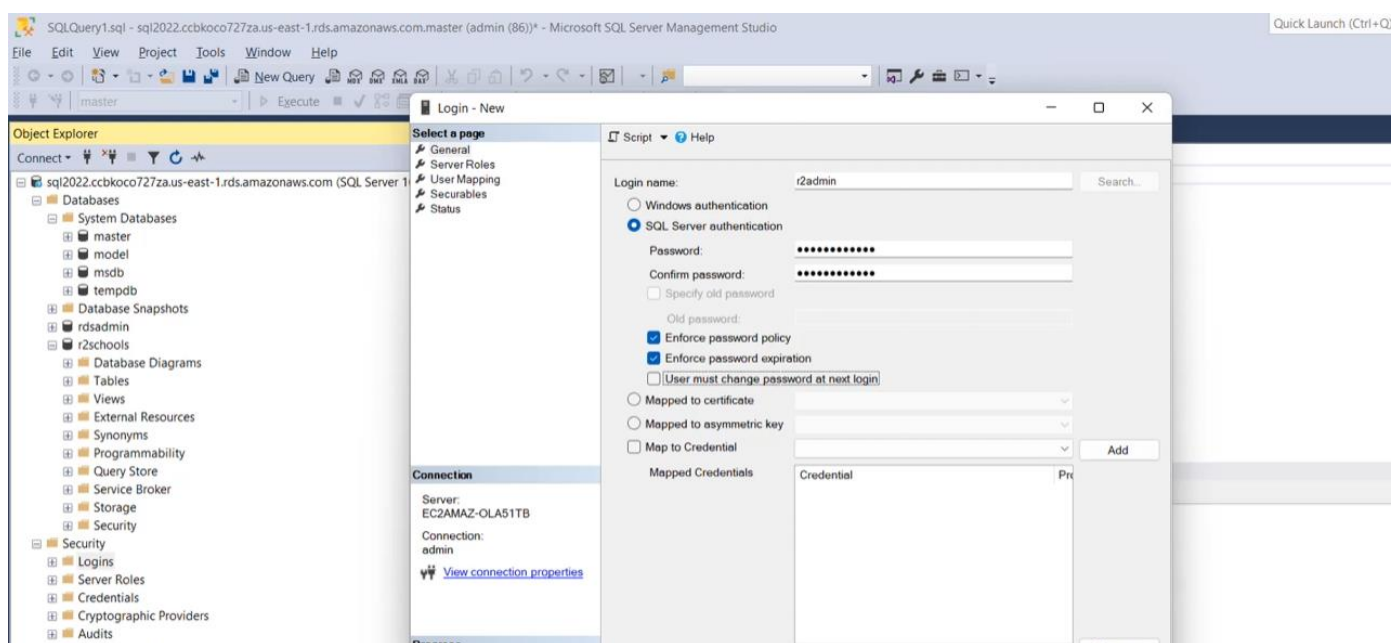 SQLQuery1.sql - sql2022.ccbkoco727za.us-east-1.rds.amazonaws.com.master (admin (86))* - Microsoft SQL Server Management Studio
Quick Launch (Ctrl+Q)
File Edit View Project Tools Window Help
New Query
master
Execute
Object Explorer
Connect
sql2022.ccbkoco727za.us-east-1.rds.amazonaws.com (SQL Server 1
Databases
System Databases
master
model
msdb
tempdb
Database Snapshots
rdsadmin
r2schools
Database Diagrams
Tables
Views
External Resources
Synonyms
Programmability
Query Store
Service Broker
Storage
Security
Security
Logins
Server Roles
Credentials
Cryptographic Providers
Audits
Login - New
Select a page
General
Server Roles
User Mapping
Securables
Status
Connection
Server:
EC2AMAZ-OLA51TB
Connection:
admin
View connection properties
Script Help
Login name: r2admin Search...
Windows authentication
SQL Server authentication
Password: ●●●●●●●●●●●●
Confirm password: ●●●●●●●●●●●●
Specify old password
Old password:
Enforce password policy
Enforce password expiration
User must change password at next login
Mapped to certificate
Mapped to asymmetric key
Map to Credential Add
Mapped Credentials Credential